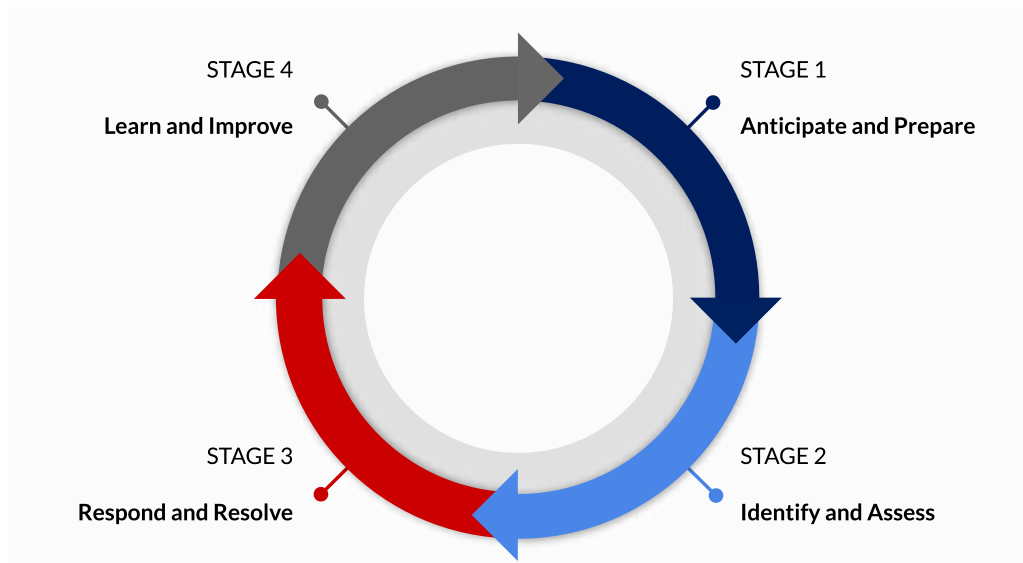 STAGE 4
Learn and Improve
STAGE 1
Anticipate and Prepare
STAGE 3
Respond and Resolve
STAGE 2
Identify and Assess